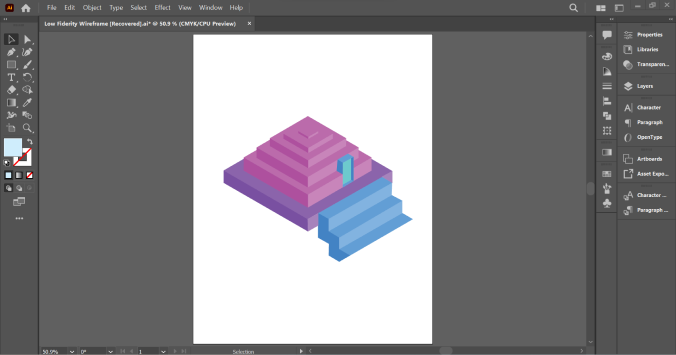 Ai File Edit Object Type Select Effect View Window Help
Low Fiderity Wireframe [Recovered].ai* @ 50.9 % (CMYK/CPU Preview) ×
Properties
Libraries
Transparen...
Layers
Character
Paragraph
OpenType
Artboards
Asset Expo...
Character ...
Paragraph ...
50.9% 0° 1 Selection